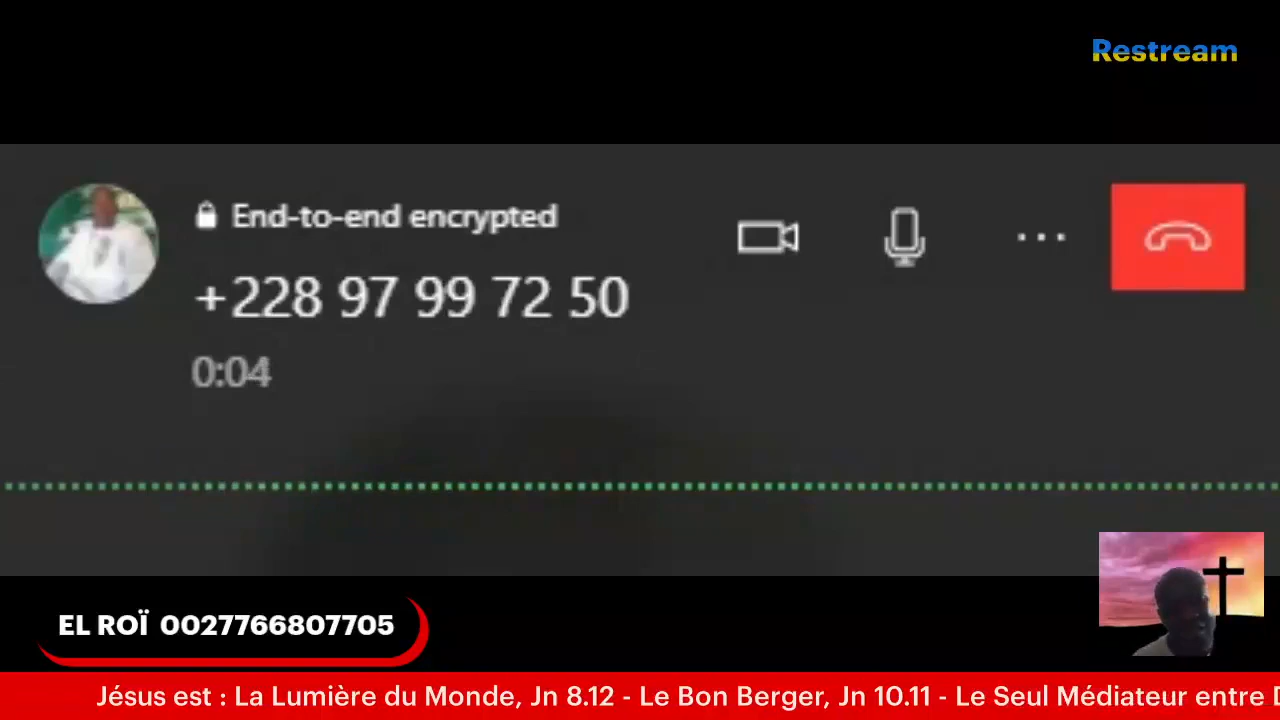 Restream
End-to-end encrypted
+228 97 99 72 50
0:04
EL ROÏ 0027766807705
Jésus est : La Lumière du Monde, Jn 8.12 - Le Bon Berger, Jn 10.11 - Le Seul Médiateur entre